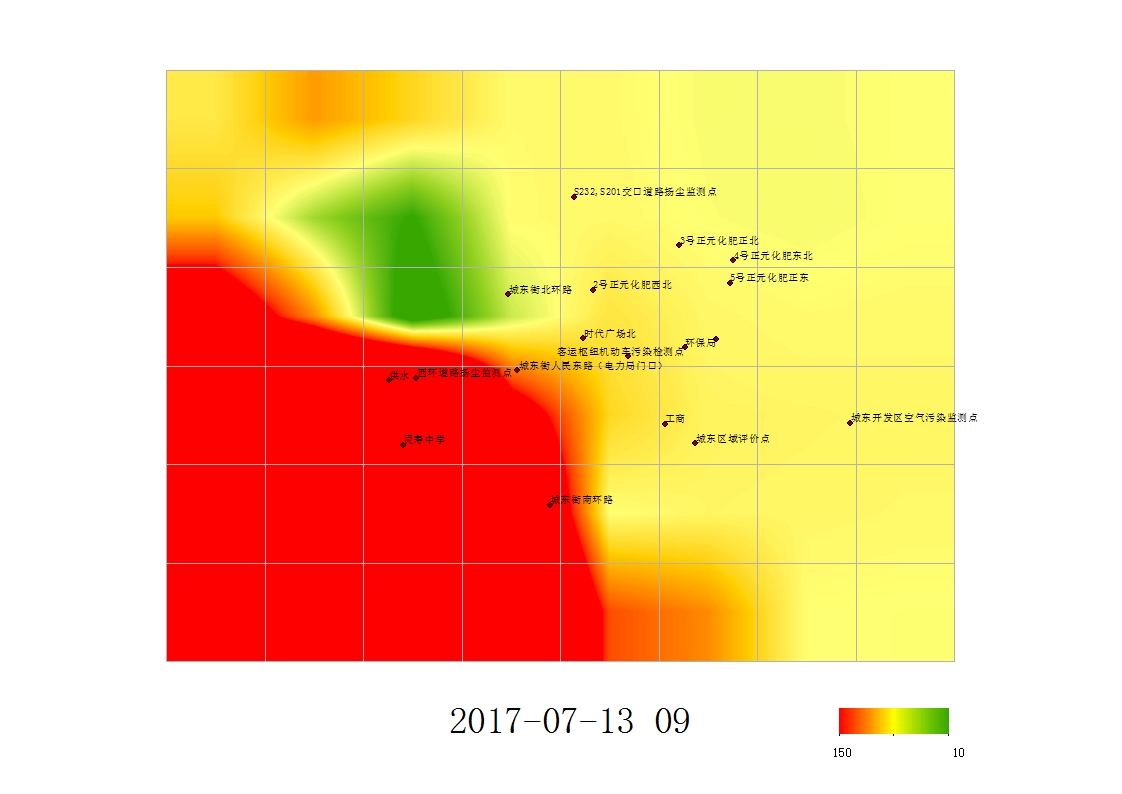 S232,S201交口道路扬尘监测点
3号正元化肥正北
4号正元化肥东北
5号正元化肥正东
2号正元化肥西北
城东街北环路
时代广场北
环保局
客运枢纽机动车污染检测点
城东街人民东路（电力局门口）
西环道路扬尘监测点
供水
工商
城东开发区空气污染监测点
城东区域评价点
灵寿中学
城东街南环路
2017-07-13 09
150
10